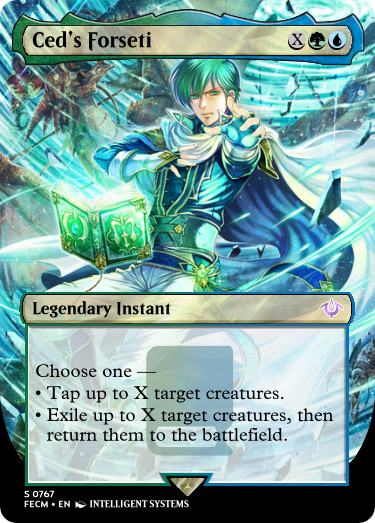 Ced's Forseti X
Legendary Instant
Choose one —
• Tap up to X target creatures.
• Exile up to X target creatures, then
return them to the battlefield.
S 0767
FECM • EN INTELLIGENT SYSTEMS